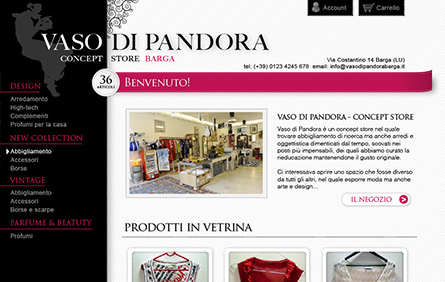 Account
Carrello
VASO DI PANDORA
CONCEPT STORE BARGA
Via Costantino 14 Barga (LU)
tel: (+39) 0123 4245 678 email: info@vasodipandorabarga.it
36
ARTICOLI
BENVENUTO!
DESIGN
Arredamento
High-tech
Complementi
Profumi per la casa
NEW COLLECTION
Abbigliamento
Accessori
Borse
VINTAGE
Abbigliamento
Accessori
Borse e scarpe
PARFUME & BEATUTY
Profumi
VASO DI PANDORA - CONCEPT STORE
Vaso di Pandora è un concept store nel quale
trovare abbigliamento di ricerca ma anche arredi e
oggettistica dimenticati dal tempo, scovati nei
posti più impensabili, dei quali abbiamo curato la
rieducazione mantenendone il gusto originale.
Ci interessava aprire uno spazio che fosse diverso
da tutti gli altri, nel quale esporre moda ma anche
arte e design...
IL NEGOZIO
PRODOTTI IN VETRINA